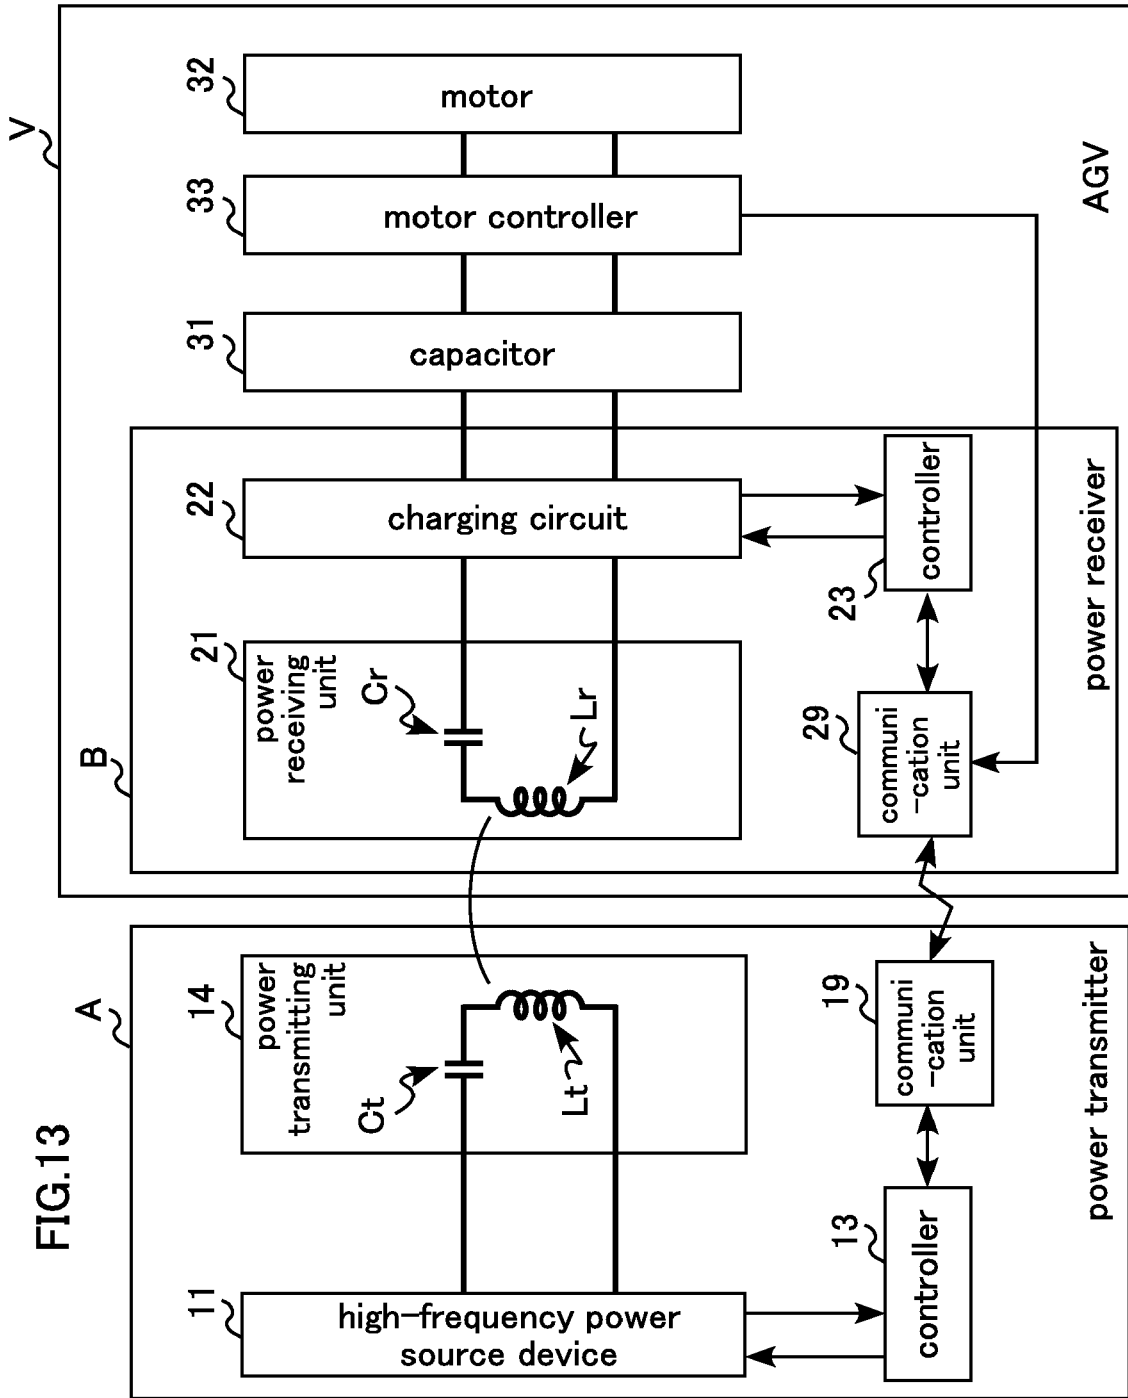 FIG.13
A
B
V
11
high-frequency power
source device
14
power
transmitting
unit
Ct
Lt
13
controller
19
communi
-cation
unit
power transmitter
21
power
receiving
unit
Cr
Lr
22
charging circuit
23
controller
29
communi
-cation
unit
power receiver
31
capacitor
33
motor controller
32
motor
AGV